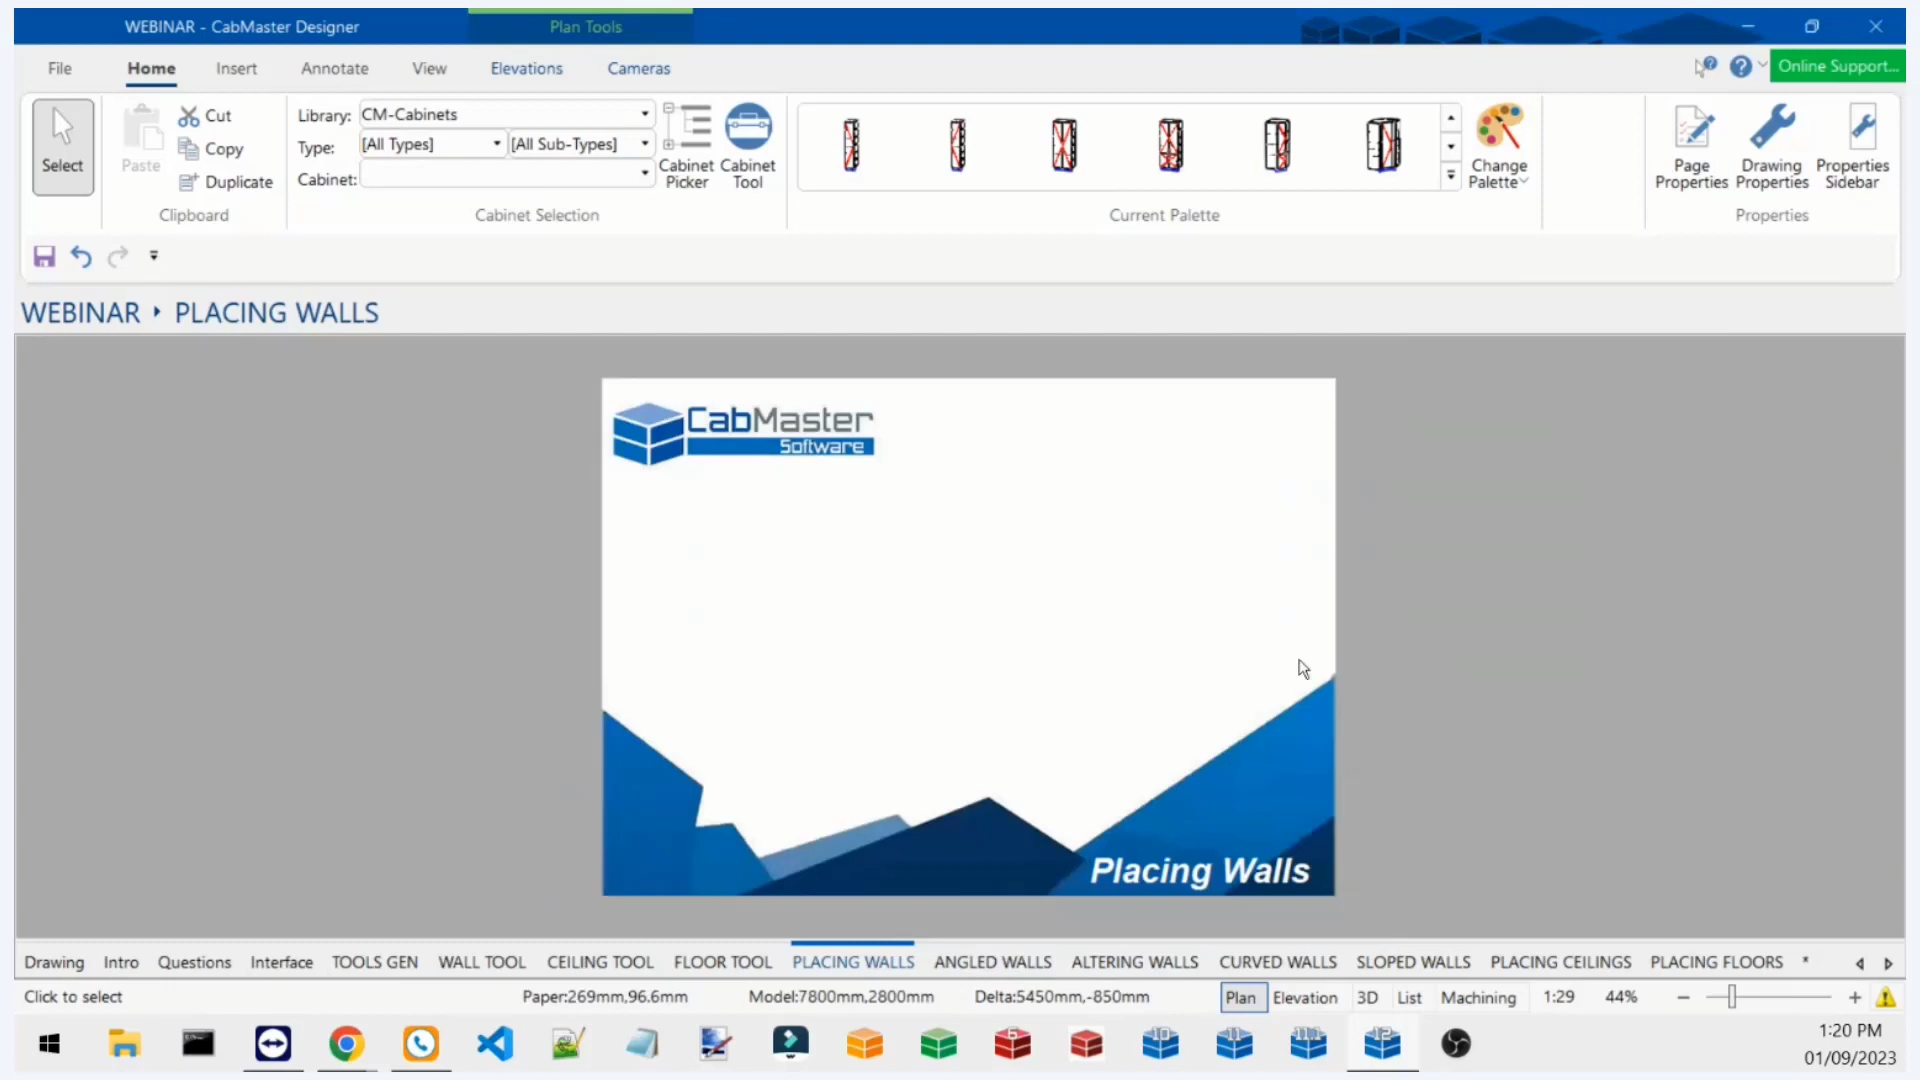 WEBINAR - CabMaster Designer
Plan Tools
File Home Insert Annotate View Elevations Cameras
Online Support...
Select
Paste
Cut
Copy
Duplicate
Clipboard
Library: CM-Cabinets
Type: [All Types] [All Sub-Types]
Cabinet:
Cabinet Picker
Cabinet Tool
Cabinet Selection
Current Palette
Change Palette
Page Properties
Drawing Properties
Properties Sidebar
Properties
WEBINAR PLACING WALLS
CabMaster
Software
Placing Walls
Drawing Intro Questions Interface TOOLS GEN WALL TOOL CEILING TOOL FLOOR TOOL PLACING WALLS ANGLED WALLS ALTERING WALLS CURVED WALLS SLOPED WALLS PLACING CEILINGS PLACING FLOORS *
Click to select Paper:269mm,96.6mm Model:7800mm,2800mm Delta:5450mm,-850mm Plan Elevation 3D List Machining 1:29 44%
1:20 PM
01/09/2023